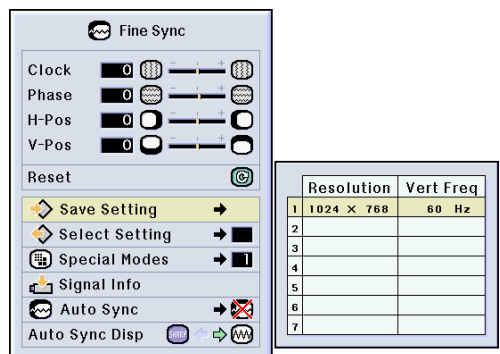 Fine Sync
Clock 0 - +
Phase 0 - +
H-Pos 0 - +
V-Pos 0 - +
Reset
Save Setting
Select Setting
Special Modes 1
Signal Info
Auto Sync
Auto Sync Disp SHARP
Resolution Vert Freq
1 1024 × 768 60 Hz
2
3
4
5
6
7